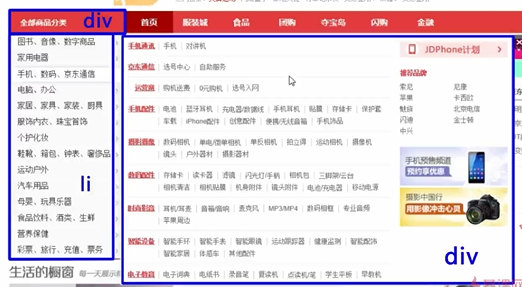 全部商品分类 div 首页 服装城 食品 团购 夺宝岛 闪购 金融
图书、音像、数字商品
家用电器
手机、数码、京东通信
电脑、办公
家居、家具、家装、厨具
服饰内衣、珠宝首饰
个护化妆
鞋靴、箱包、钟表、奢侈品
运动户外
汽车用品
母婴、玩具乐器
食品饮料、酒类、生鲜
营养保健
彩票、旅行、充值、票务
li
手机通讯 手机 对讲机
京东通信 选号中心 自助服务
运营商 购机送费 0元购机 选号入网
手机配件 电池 蓝牙耳机 充电器/数据线 手机耳机 贴膜 存储卡 保护套
车载 iPhone配件 创意配件 便携/无线音箱 手机饰品
摄影摄像 数码相机 单电/微单相机 单反相机 拍立得 运动相机 摄像机
镜头 户外器材 摄影器材
数码配件 存储卡 读卡器 滤镜 闪光灯/手柄 相机包 三脚架/云台
相机清洁 相机贴膜 机身附件 镜头附件 电池/充电器 移动电源
时尚影音 耳机/耳麦 音箱/音响 麦克风 MP3/MP4 数码相框 专业音频
苹果周边
智能设备 智能手环 智能手表 智能眼镜 运动跟踪器 健康监测 智能配饰
智能家居 体感车 其他配件
电子教育 电子词典 电纸书 录音笔 复读机 点读机/笔 学生平板 早教机
JDPhone计划
推荐品牌
索尼 尼康
苹果 卡西欧
魅族 北京电信
闪迪 金士顿
中兴
手机预售频道
预约享优惠
摄影中国行
用影像冲击心灵
div
生活的橱窗